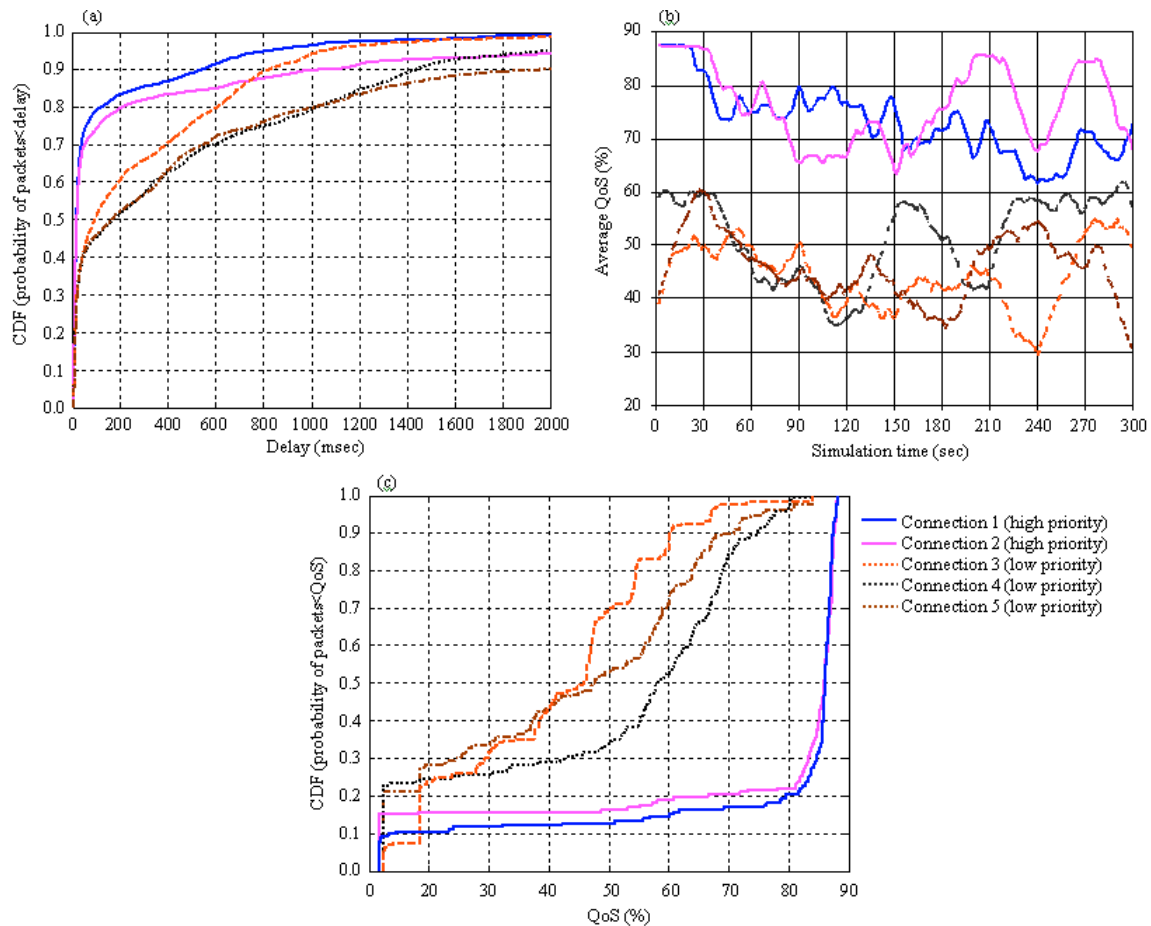 (a)
CDF (probability of packets<delay)
1.0
0.9
0.8
0.7
0.6
0.5
0.4
0.3
0.2
0.1
0.0
0 200 400 600 800 1000 1200 1400 1600 1800 2000
Delay (msec)
(b)
Average QoS (%)
90
80
70
60
50
40
30
20
0 30 60 90 120 150 180 210 240 270 300
Simulation time (sec)
(c)
CDF (probability of packets<QoS)
1.0
0.9
0.8
0.7
0.6
0.5
0.4
0.3
0.2
0.1
0.0
0 20 30 40 50 60 70 80 90
QoS (%)
Connection 1 (high priority)
Connection 2 (high priority)
Connection 3 (low priority)
Connection 4 (low priority)
Connection 5 (low priority)